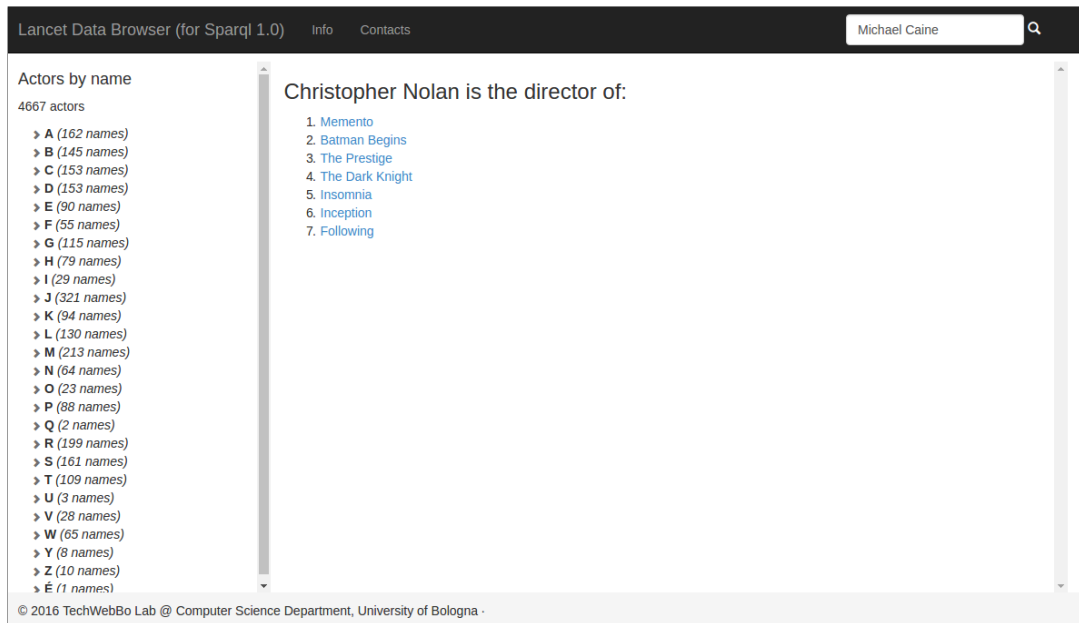 Lancet Data Browser (for Sparql 1.0) Info Contacts Michael Caine
Actors by name
4667 actors
A (162 names)
B (145 names)
C (153 names)
D (153 names)
E (90 names)
F (55 names)
G (115 names)
H (79 names)
I (29 names)
J (321 names)
K (94 names)
L (130 names)
M (213 names)
N (64 names)
O (23 names)
P (88 names)
Q (2 names)
R (199 names)
S (161 names)
T (109 names)
U (3 names)
V (28 names)
W (65 names)
Y (8 names)
Z (10 names)
É (1 names)
Christopher Nolan is the director of:
1. Memento
2. Batman Begins
3. The Prestige
4. The Dark Knight
5. Insomnia
6. Inception
7. Following
© 2016 TechWebBo Lab @ Computer Science Department, University of Bologna ·